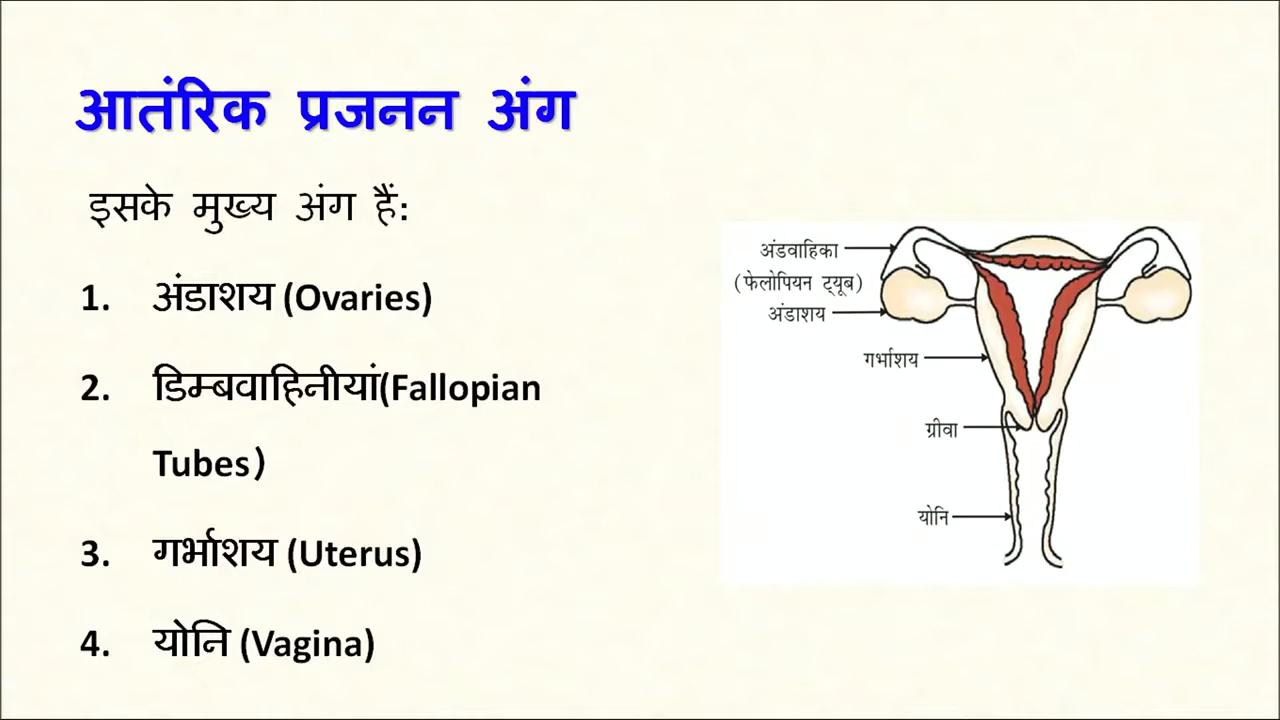 आतंरिक प्रजनन अंग
इसके मुख्य अंग हैं:
1. अंडाशय (Ovaries)
2. डिम्बवाहिनीयां(Fallopian
Tubes)
3. गर्भाशय (Uterus)
4. योनि (Vagina)
अंडवाहिका
(फेलोपियन ट्यूब)
अंडाशय
गर्भाशय
ग्रीवा
योनि